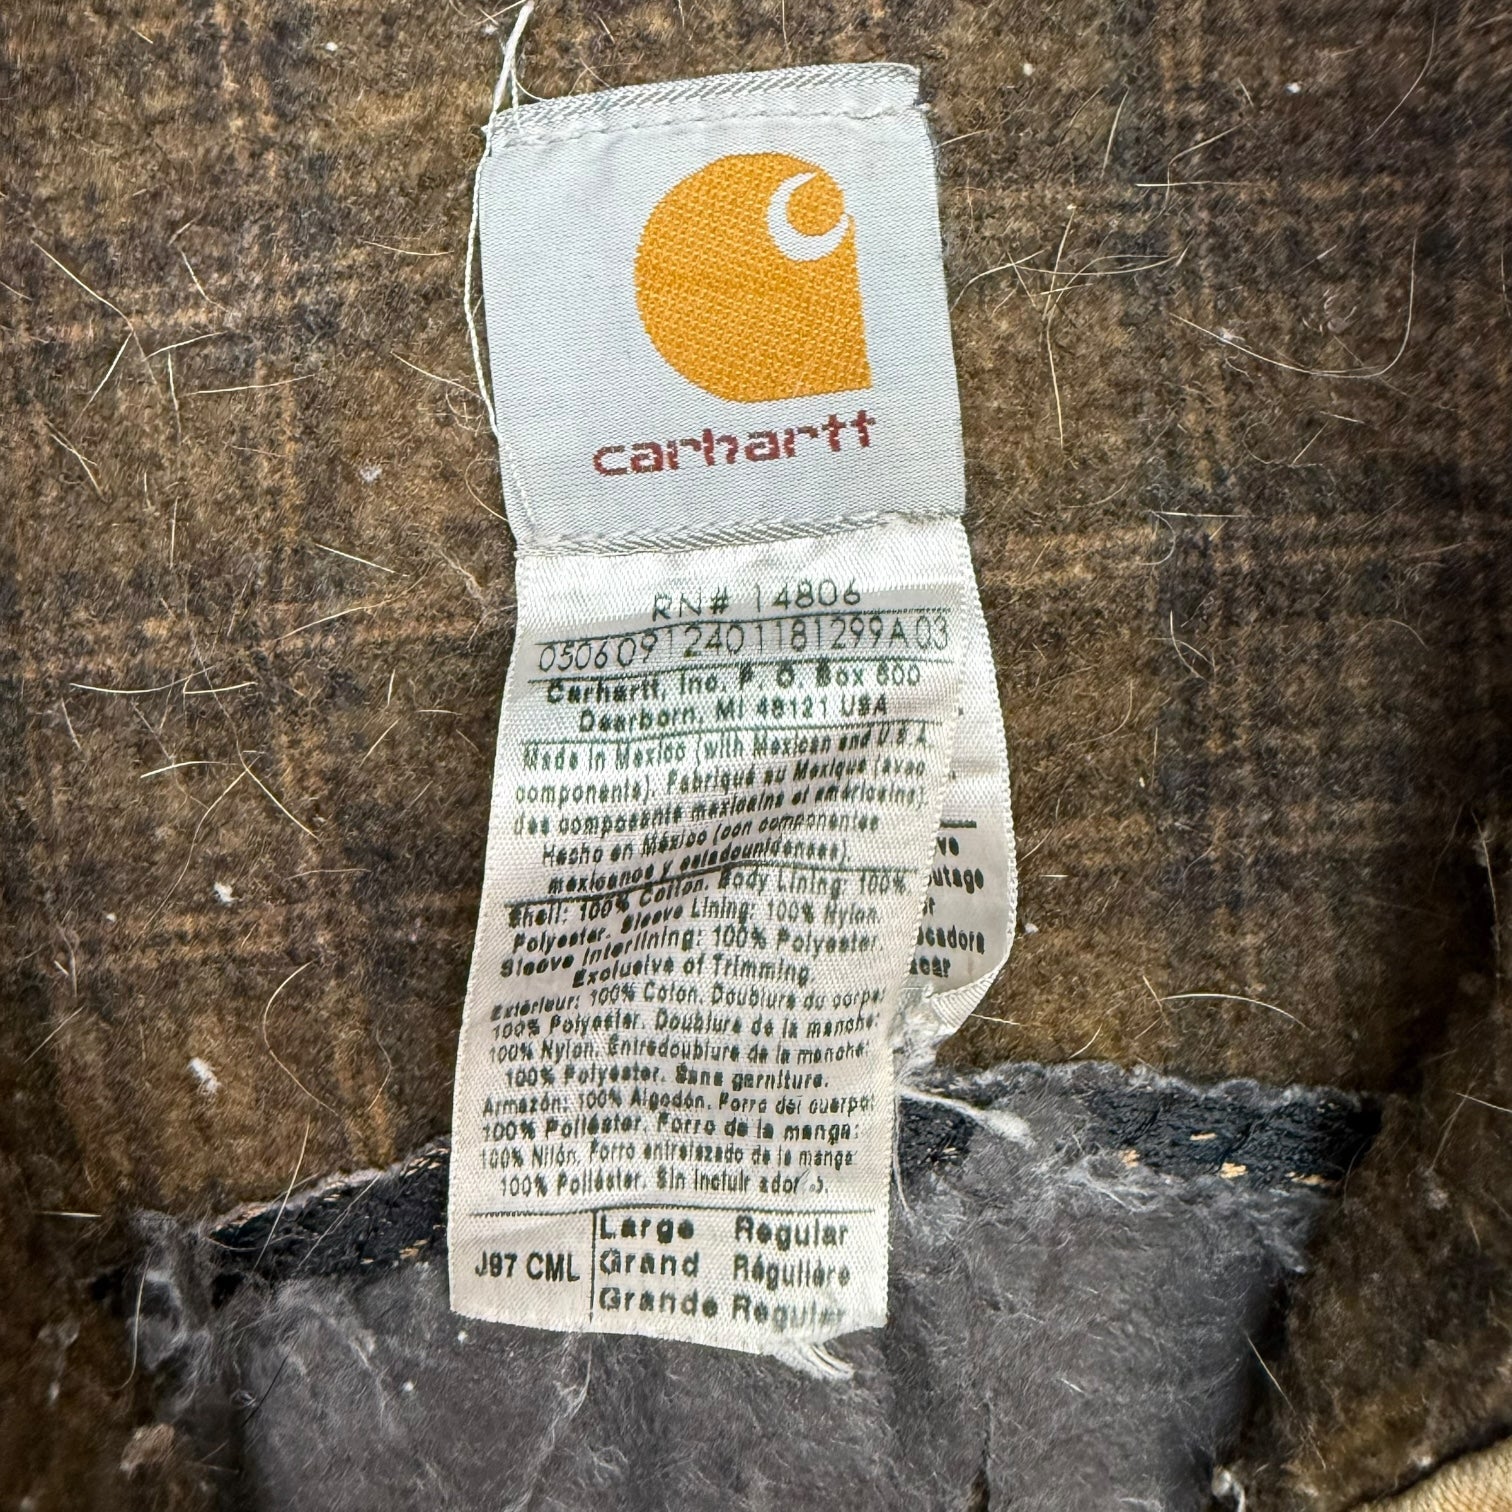 carhartt
RN# 14806
05060912401181299A03
Carhartt, Inc. P. O. Box 600
Dearborn, MI 48121 USA
Made in Mexico (with Mexican and U.S.A.
components). Fabriqué au Mexique (avec
des composants mexicains et américains).
Hecho en México (con componentes
mexicanos y estadounidenses)
Shell: 100% Cotton. Body Lining: 100%
Polyester. Sleeve Lining: 100% Nylon.
Sleeve Interlining: 100% Polyester.
Exclusive of Trimming
Extérieur: 100% Coton. Doublure du corps:
100% Polyester. Doublure de la manche:
100% Nylon. Entredoublure de la manche:
100% Polyester. Sans garniture.
Armazón: 100% Algodón. Forro del cuerpo:
100% Poliéster. Forro de la manga:
100% Nilón. Forro entrelazado de la manga:
100% Poliéster. Sin incluir
J97 CML
Large Regular
Grand Régulière
Grande Regular